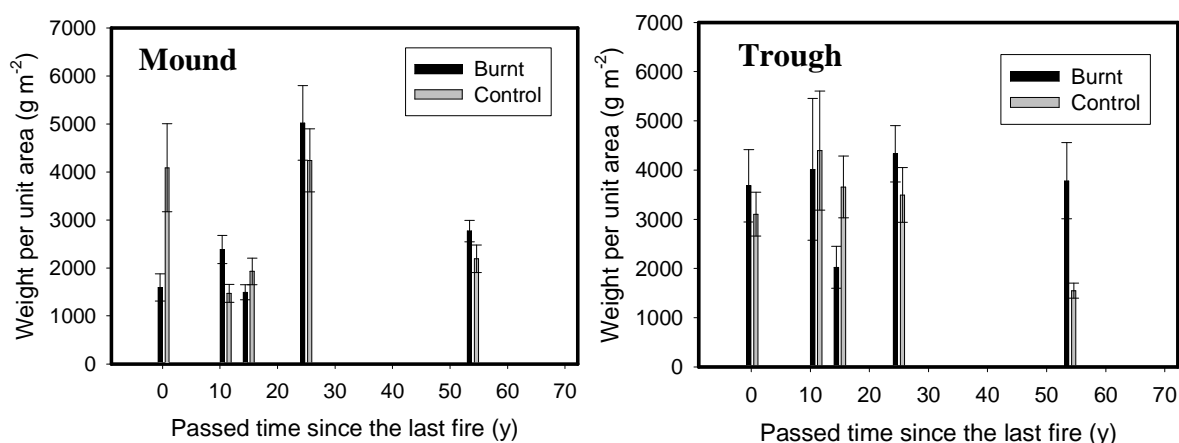 Mound
Burnt
Control
Weight per unit area (g m-2)
7000
6000
5000
4000
3000
2000
1000
0
0 10 20 30 40 50 60 70
Passed time since the last fire (y)
Trough
Burnt
Control
Weight per unit area (g m-2)
7000
6000
5000
4000
3000
2000
1000
0
0 10 20 30 40 50 60 70
Passed time since the last fire (y)